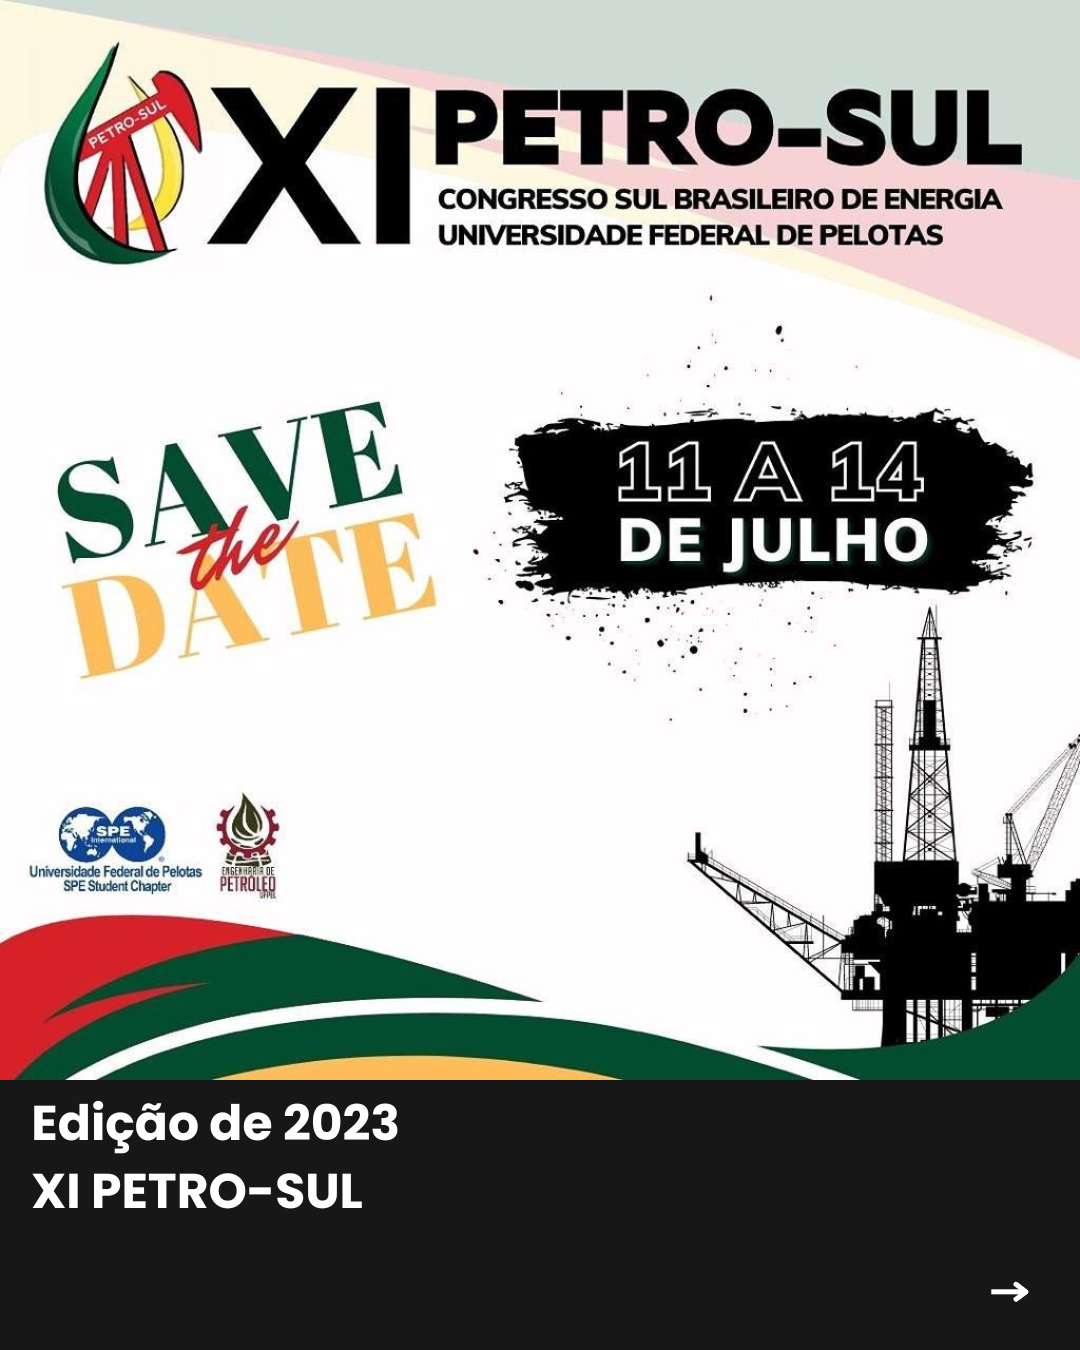 PETRO-SUL
XI PETRO-SUL
CONGRESSO SUL BRASILEIRO DE ENERGIA
UNIVERSIDADE FEDERAL DE PELOTAS
SAVE
the
DATE
11 A 14
DE JULHO
SPE
International
Universidade Federal de Pelotas
SPE Student Chapter
ENGENHARIA DE
PETRÓLEO
UFPEL
Edição de 2023
XI PETRO-SUL